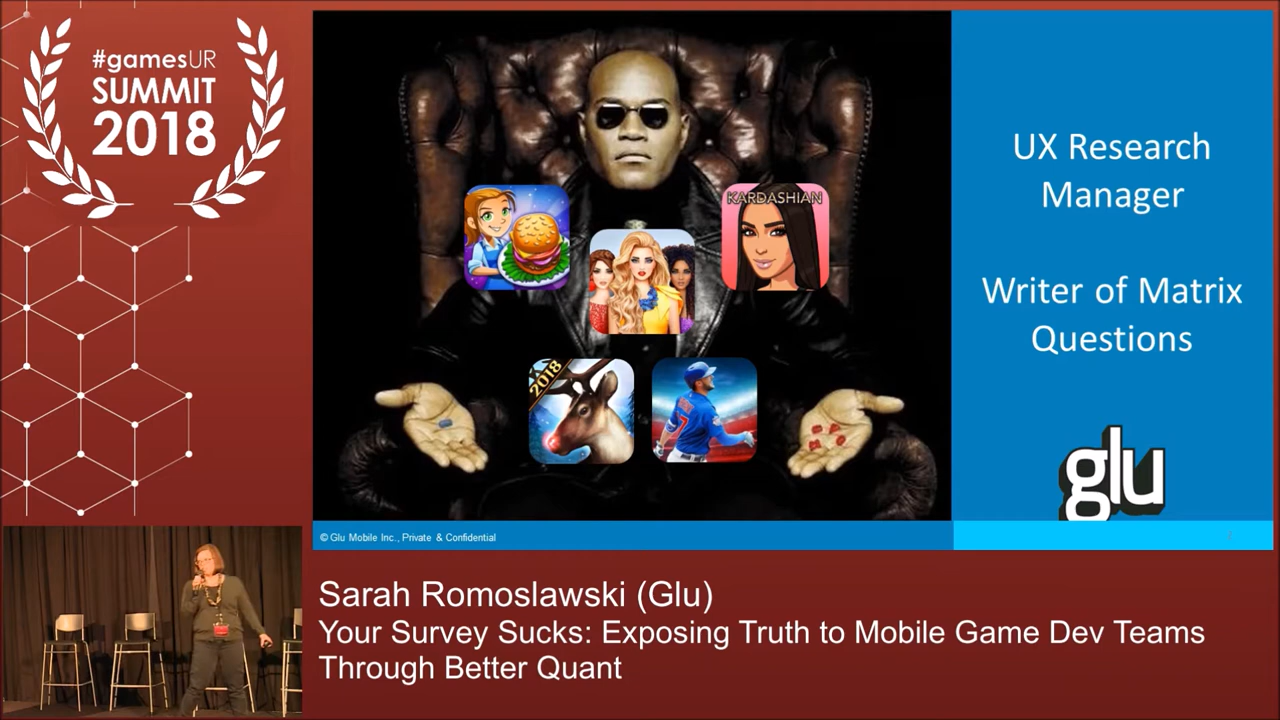 #gamesUR
SUMMIT
2018
KARDASHIAN
2018
UX Research
Manager
Writer of Matrix
Questions
glu
© Glu Mobile Inc., Private & Confidential
Sarah Romoslawski (Glu)
Your Survey Sucks: Exposing Truth to Mobile Game Dev Teams
Through Better Quant